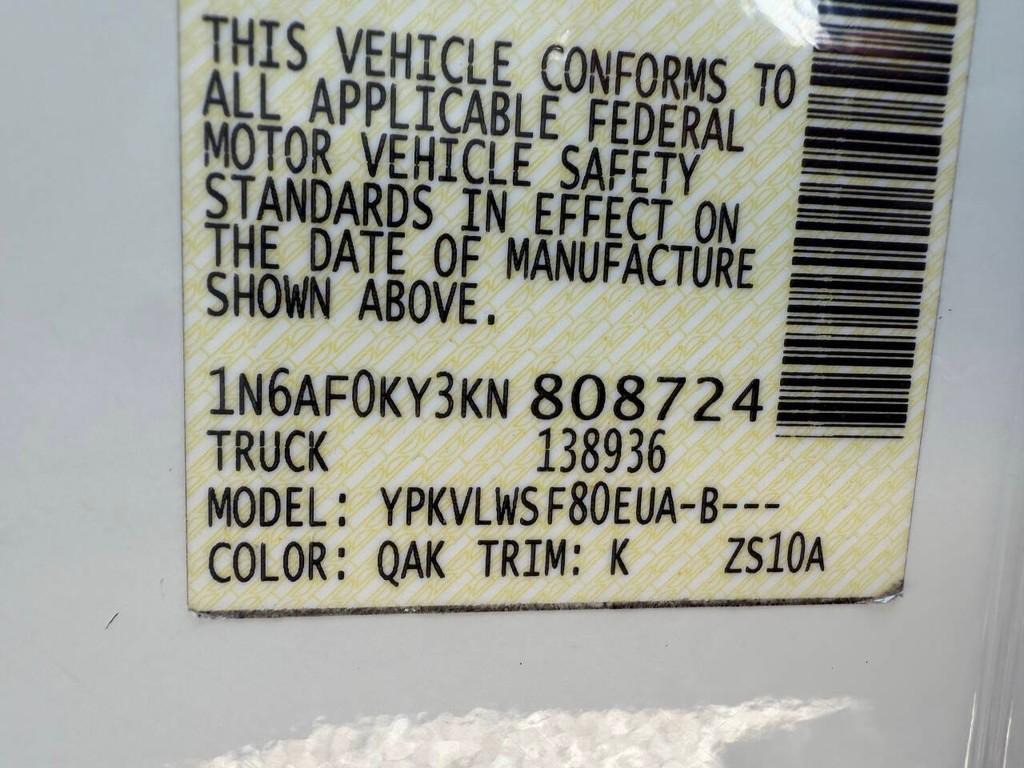 THIS VEHICLE CONFORMS TO
ALL APPLICABLE FEDERAL
MOTOR VEHICLE SAFETY
STANDARDS IN EFFECT ON
THE DATE OF MANUFACTURE
SHOWN ABOVE.
1N6AF0KY3KN 808724
TRUCK 138936
MODEL: YPKVLWSF80EUA-B---
COLOR: QAK TRIM: K ZS10A